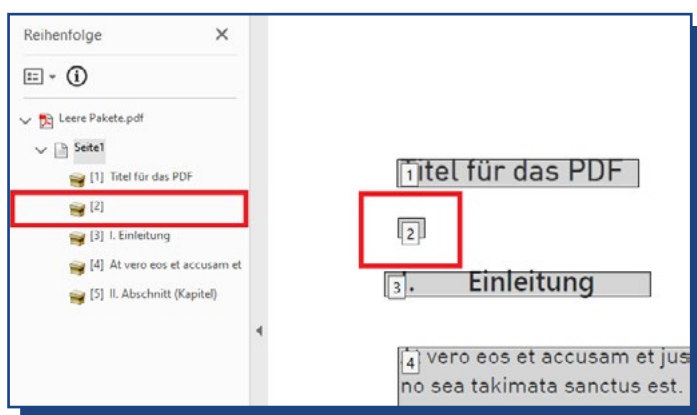 Reihenfolge
Leere Pakete.pdf
Seite1
[1] Titel für das PDF
[2]
[3] I. Einleitung
[4] At vero eos et accusam et
[5] II. Abschnitt (Kapitel)
1 itel für das PDF
2
3 . Einleitung
4 vero eos et accusam et jus
no sea takimata sanctus est.